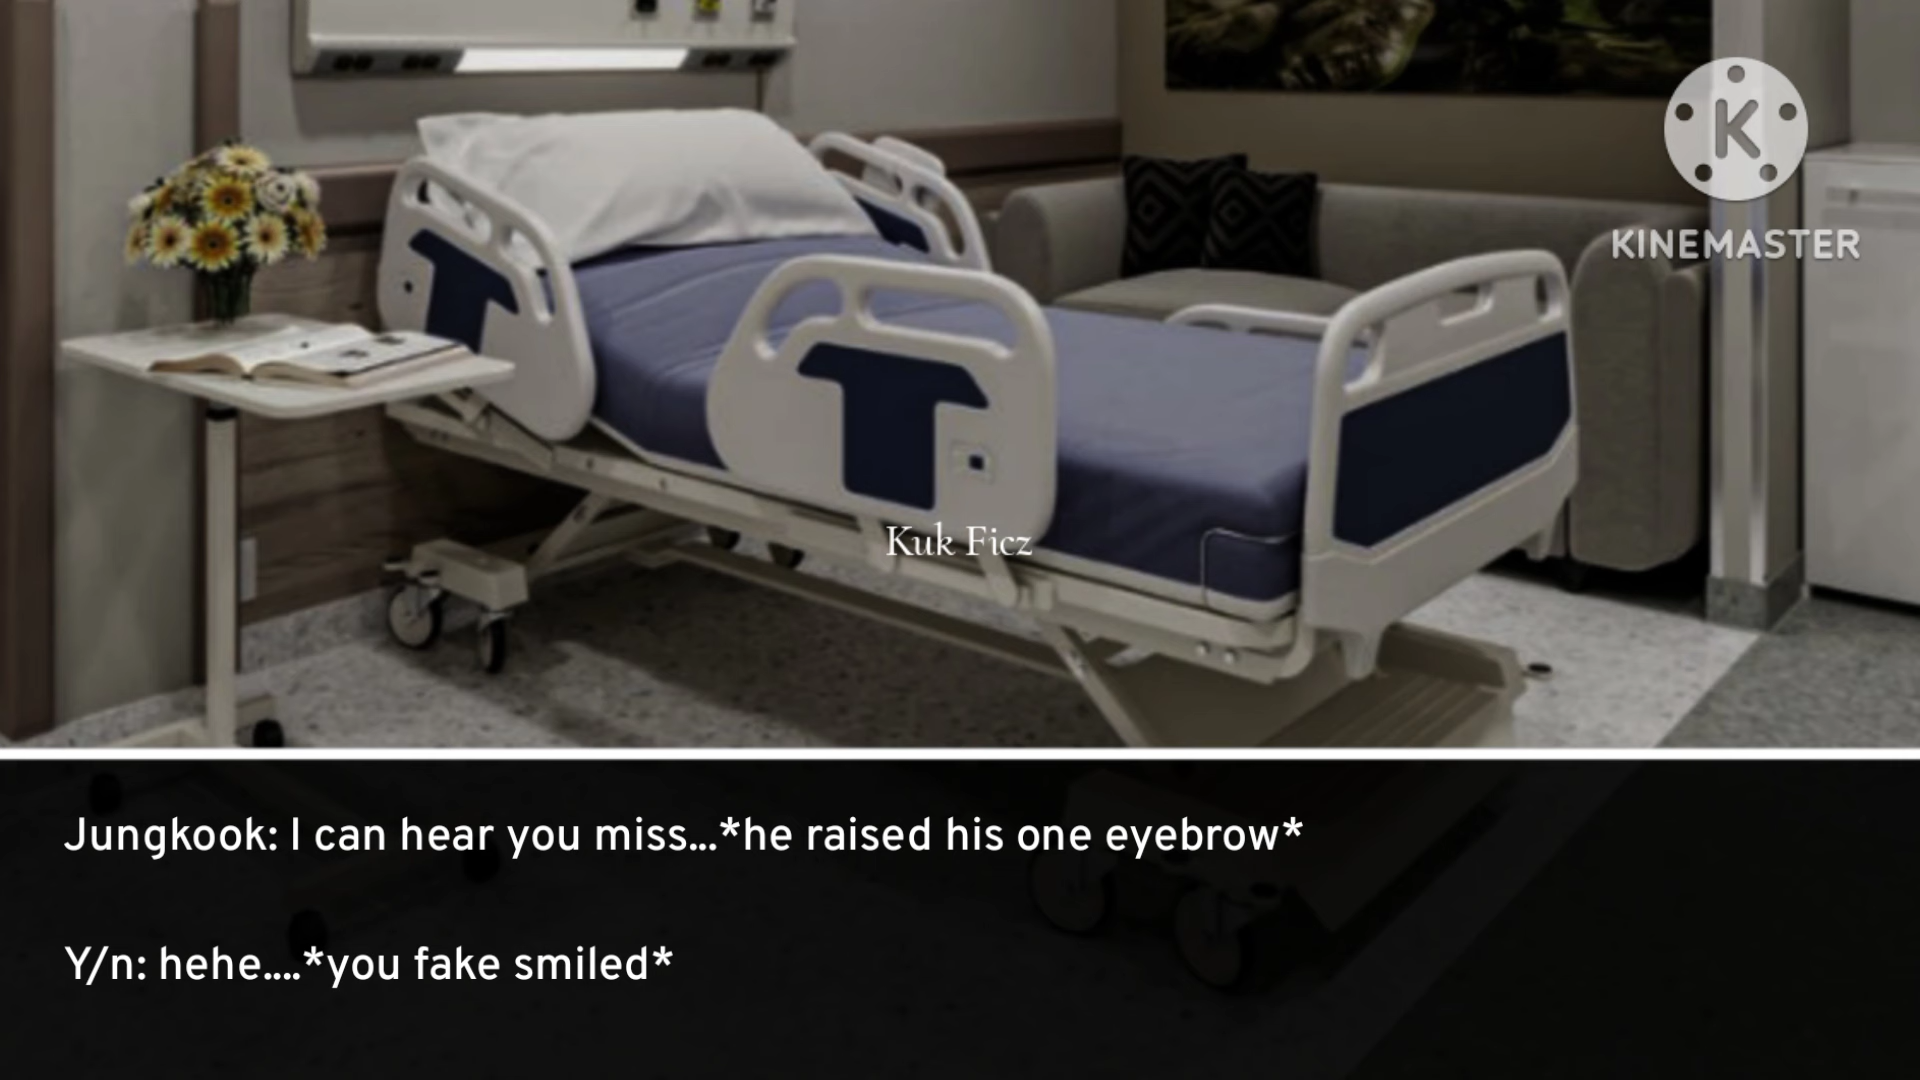 K
KINEMASTER
Kuk Ficz
Jungkook: I can hear you miss...*he raised his one eyebrow*
Y/n: hehe....*you fake smiled*